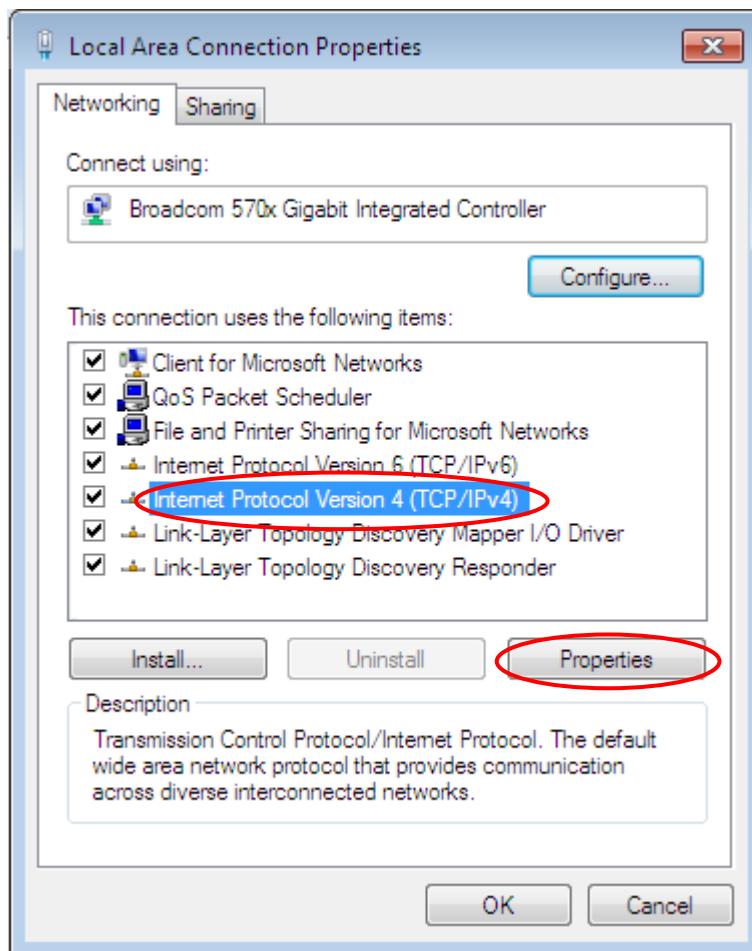 Local Area Connection Properties
Networking
Sharing
Connect using:
Broadcom 570x Gigabit Integrated Controller
Configure...
This connection uses the following items:
Client for Microsoft Networks
QoS Packet Scheduler
File and Printer Sharing for Microsoft Networks
Internet Protocol Version 6 (TCP/IPv6)
Internet Protocol Version 4 (TCP/IPv4)
Link-Layer Topology Discovery Mapper I/O Driver
Link-Layer Topology Discovery Responder
Install...
Uninstall
Properties
Description
Transmission Control Protocol/Internet Protocol. The default
wide area network protocol that provides communication
across diverse interconnected networks.
OK
Cancel